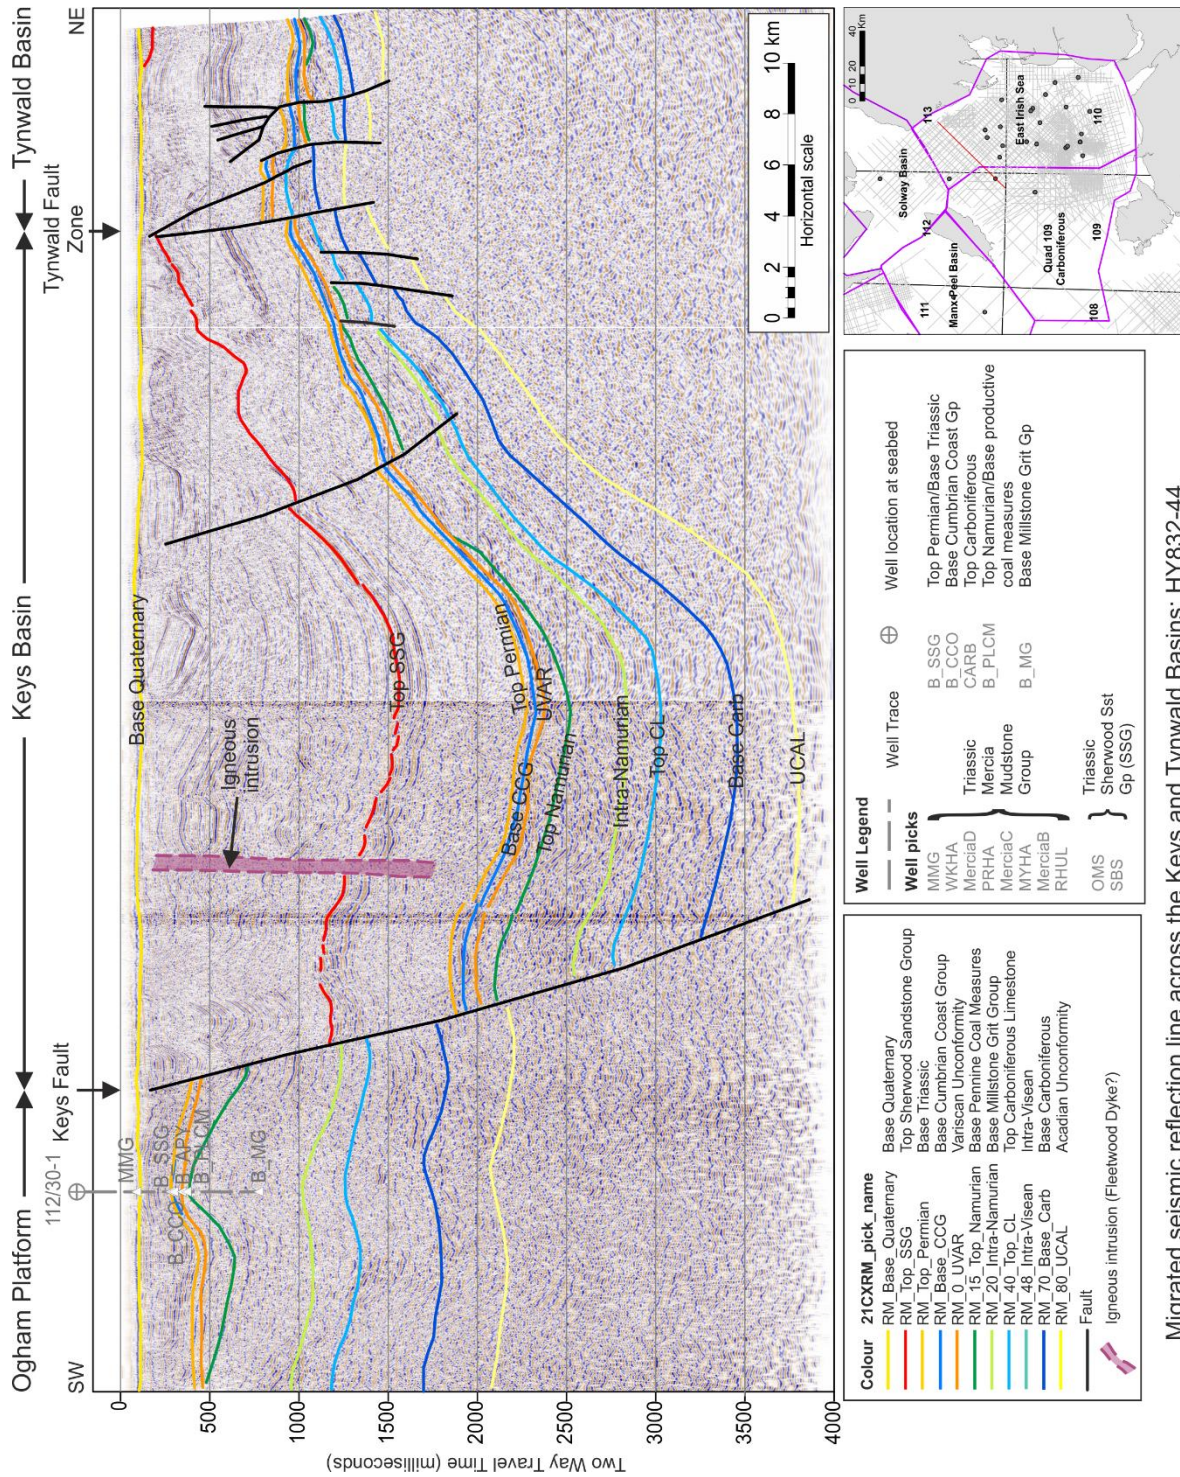 Ogham Platform
Keys Basin
Tynwald Basin
112/30-1
Keys Fault
Tynwald Fault
Zone
SW
NE
MMG
B_SSG
B_CCO
B_APY
B_PLCM
B_MG
Base Quaternary
Igneous
intrusion
Top SSG
Top Permian
Base CCG
UVAR
Top Namurian
Intra-Namurian
Top CL
Base Carb
UCAL
0
500
1000
1500
2000
2500
3000
3500
4000
Two Way Travel Time (milliseconds)
0 2 4 6 8 10 km
Horizontal scale
Colour 21CXRM_pick_name
RM_Base_Quaternary Base Quaternary
RM_Top_SSG Top Sherwood Sandstone Group
RM_Top_Permian Base Triassic
RM_Base_CCG Base Cumbrian Coast Group
RM_0_UVAR Variscan Unconformity
RM_15_Top_Namurian Base Pennine Coal Measures
RM_20_Intra-Namurian Base Millstone Grit Group
RM_40_Top_CL Top Carboniferous Limestone
RM_48_Intra-Visean Intra-Visean
RM_70_Base_Carb Base Carboniferous
RM_80_UCAL Acadian Unconformity
Fault
Igneous intrusion (Fleetwood Dyke?)
Well Legend
Well Trace
Well location at seabed
Well picks
MMG
WKHA
MerciaD
PRHA
MerciaC
MYHA
MerciaB
RHUL
Triassic
Mercia
Mudstone
Group
OMS
SBS
Triassic
Sherwood Sst
Gp (SSG)
B_SSG Top Permian/Base Triassic
B_CCO Base Cumbrian Coast Gp
CARB Top Carboniferous
B_PLCM Top Namurian/Base productive
coal measures
B_MG Base Millstone Grit Gp
0 20 40 Km
111
112
113
Solway Basin
Manx-Peel Basin
East Irish Sea
Quad 109
Carboniferous
108
109
110
Migrated seismic reflection line across the Keys and Tynwald Basins: HY832-44